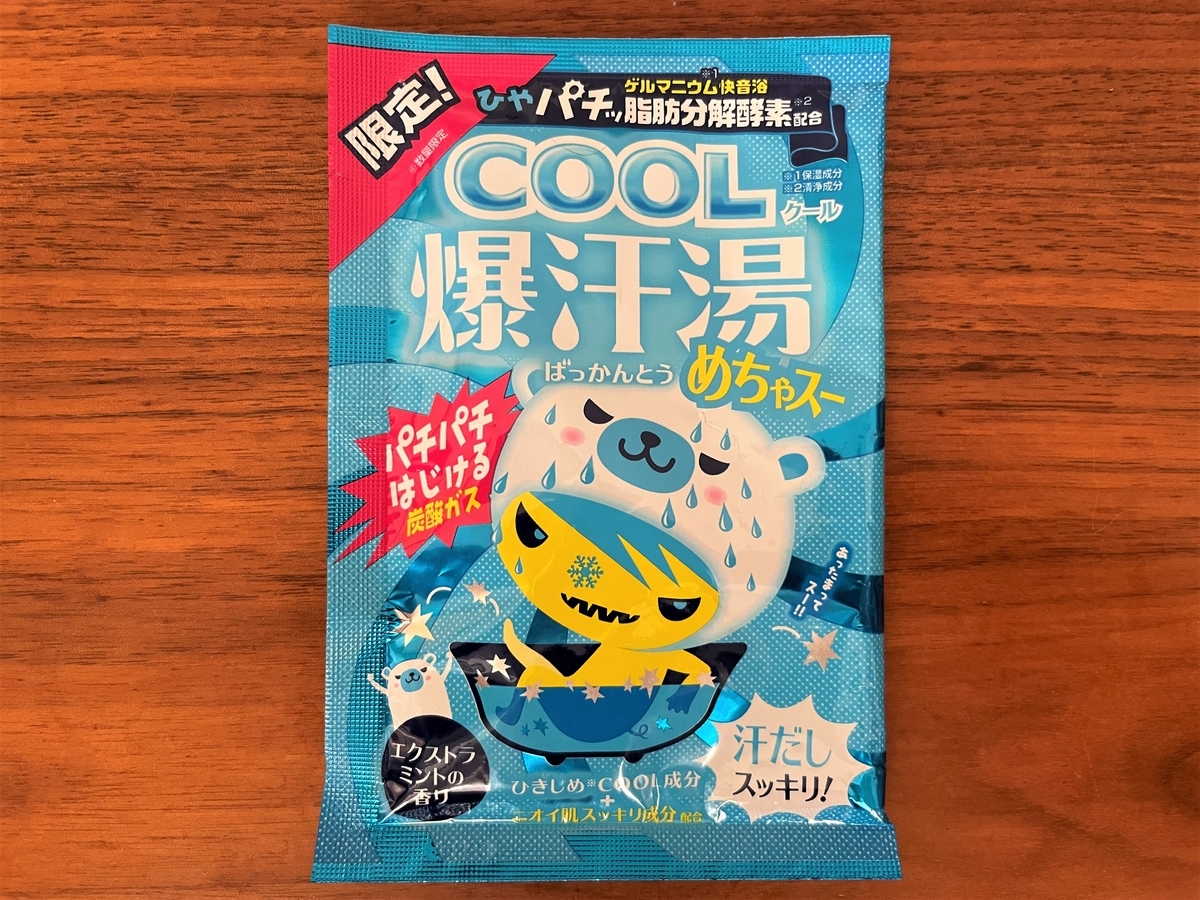 限定!
※数量限定
※1
ゲルマニウム快音浴
ひやパチッ脂肪分解酵素※2配合
COOL
※1保湿成分
※2清浄成分
クール
爆汗湯
ばっかんとう
めちゃスー
パチパチ
はじける
炭酸ガス
あったまって
スー!!
エクストラ
ミントの
香り
汗だし
スッキリ!
ひきしめ※COOL成分
+
ニオイ肌スッキリ成分配合